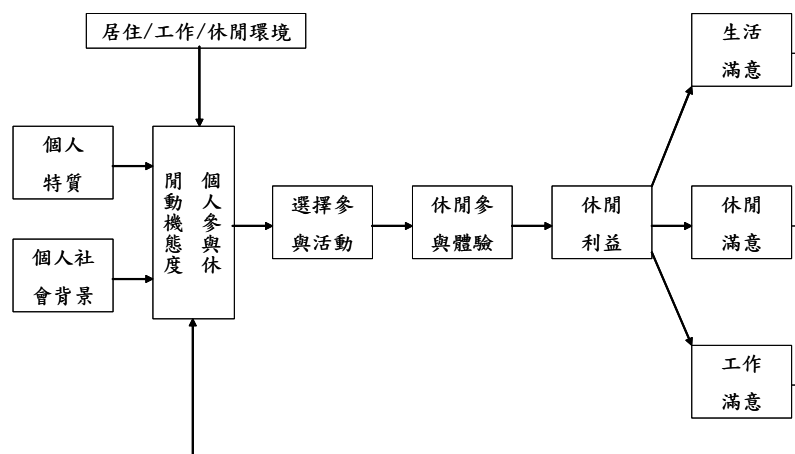 居住/工作/休閒環境
個人
特質
個人社
會背景
個人參與休
閒動機態度
選擇參
與活動
休閒參
與體驗
休閒
利益
生活
滿意
休閒
滿意
工作
滿意